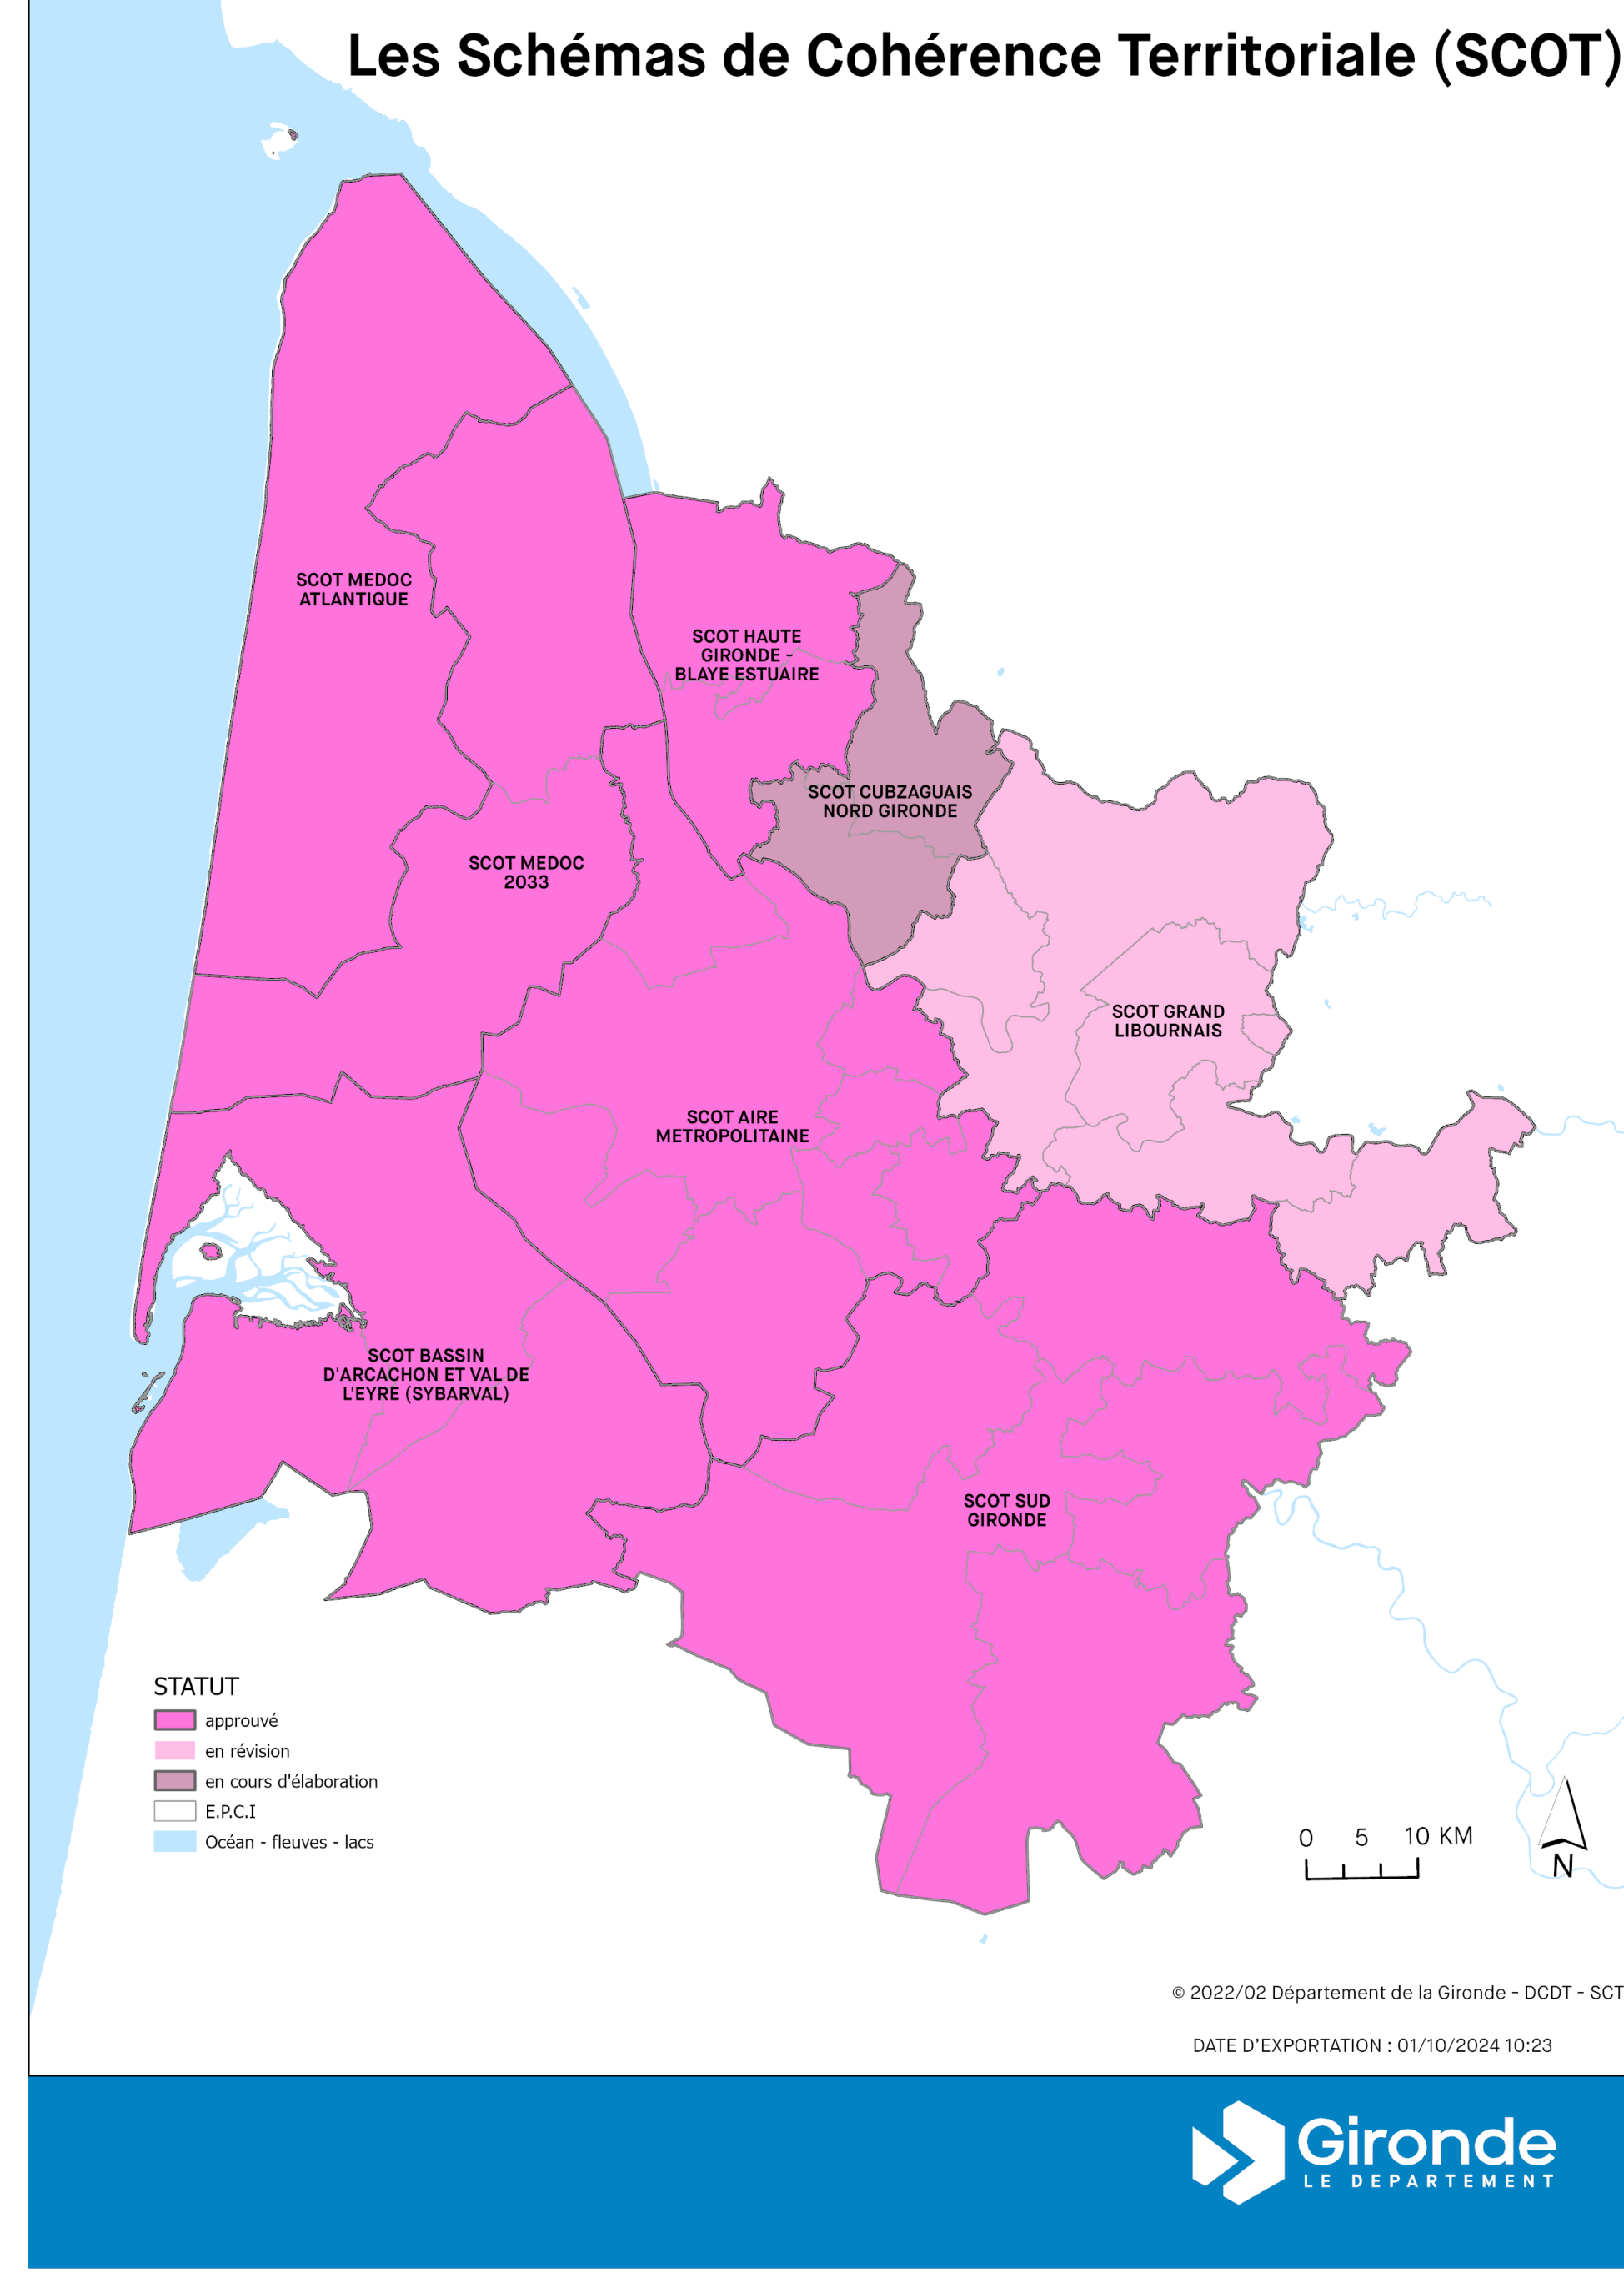 Les Schémas de Cohérence Territoriale (SCOT)
SCOT MEDOC
ATLANTIQUE
SCOT HAUTE
GIRONDE -
BLAYE ESTUAIRE
SCOT CUBZAGUAIS
NORD GIRONDE
SCOT MEDOC
2033
SCOT GRAND
LIBOURNAIS
SCOT AIRE
METROPOLITAINE
SCOT BASSIN
D'ARCACHON ET VAL DE
L'EYRE (SYBARVAL)
SCOT SUD
GIRONDE
STATUT
approuvé
en révision
en cours d'élaboration
E.P.C.I
Océan - fleuves - lacs
0 5 10 KM
N
© 2022/02 Département de la Gironde - DCDT - SCT
DATE D'EXPORTATION : 01/10/2024 10:23
Gironde
LE DEPARTEMENT